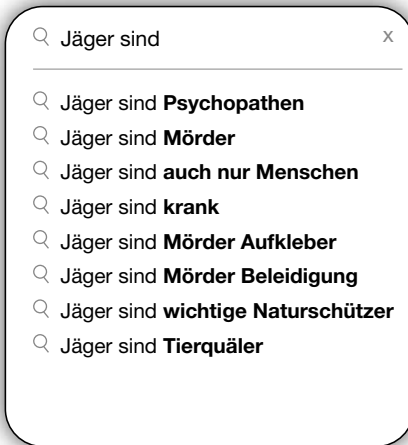 Jäger sind x
Jäger sind Psychopathen
Jäger sind Mörder
Jäger sind auch nur Menschen
Jäger sind krank
Jäger sind Mörder Aufkleber
Jäger sind Mörder Beleidigung
Jäger sind wichtige Naturschützer
Jäger sind Tierquäler